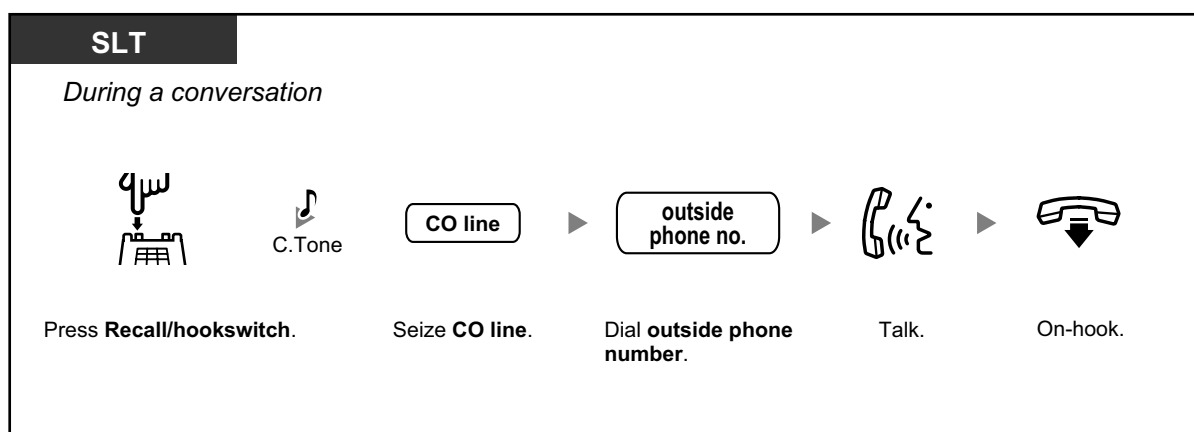 SLT
During a conversation
C.Tone
CO line
outside
phone no.
Press Recall/hookswitch.
Seize CO line.
Dial outside phone
number.
Talk.
On-hook.